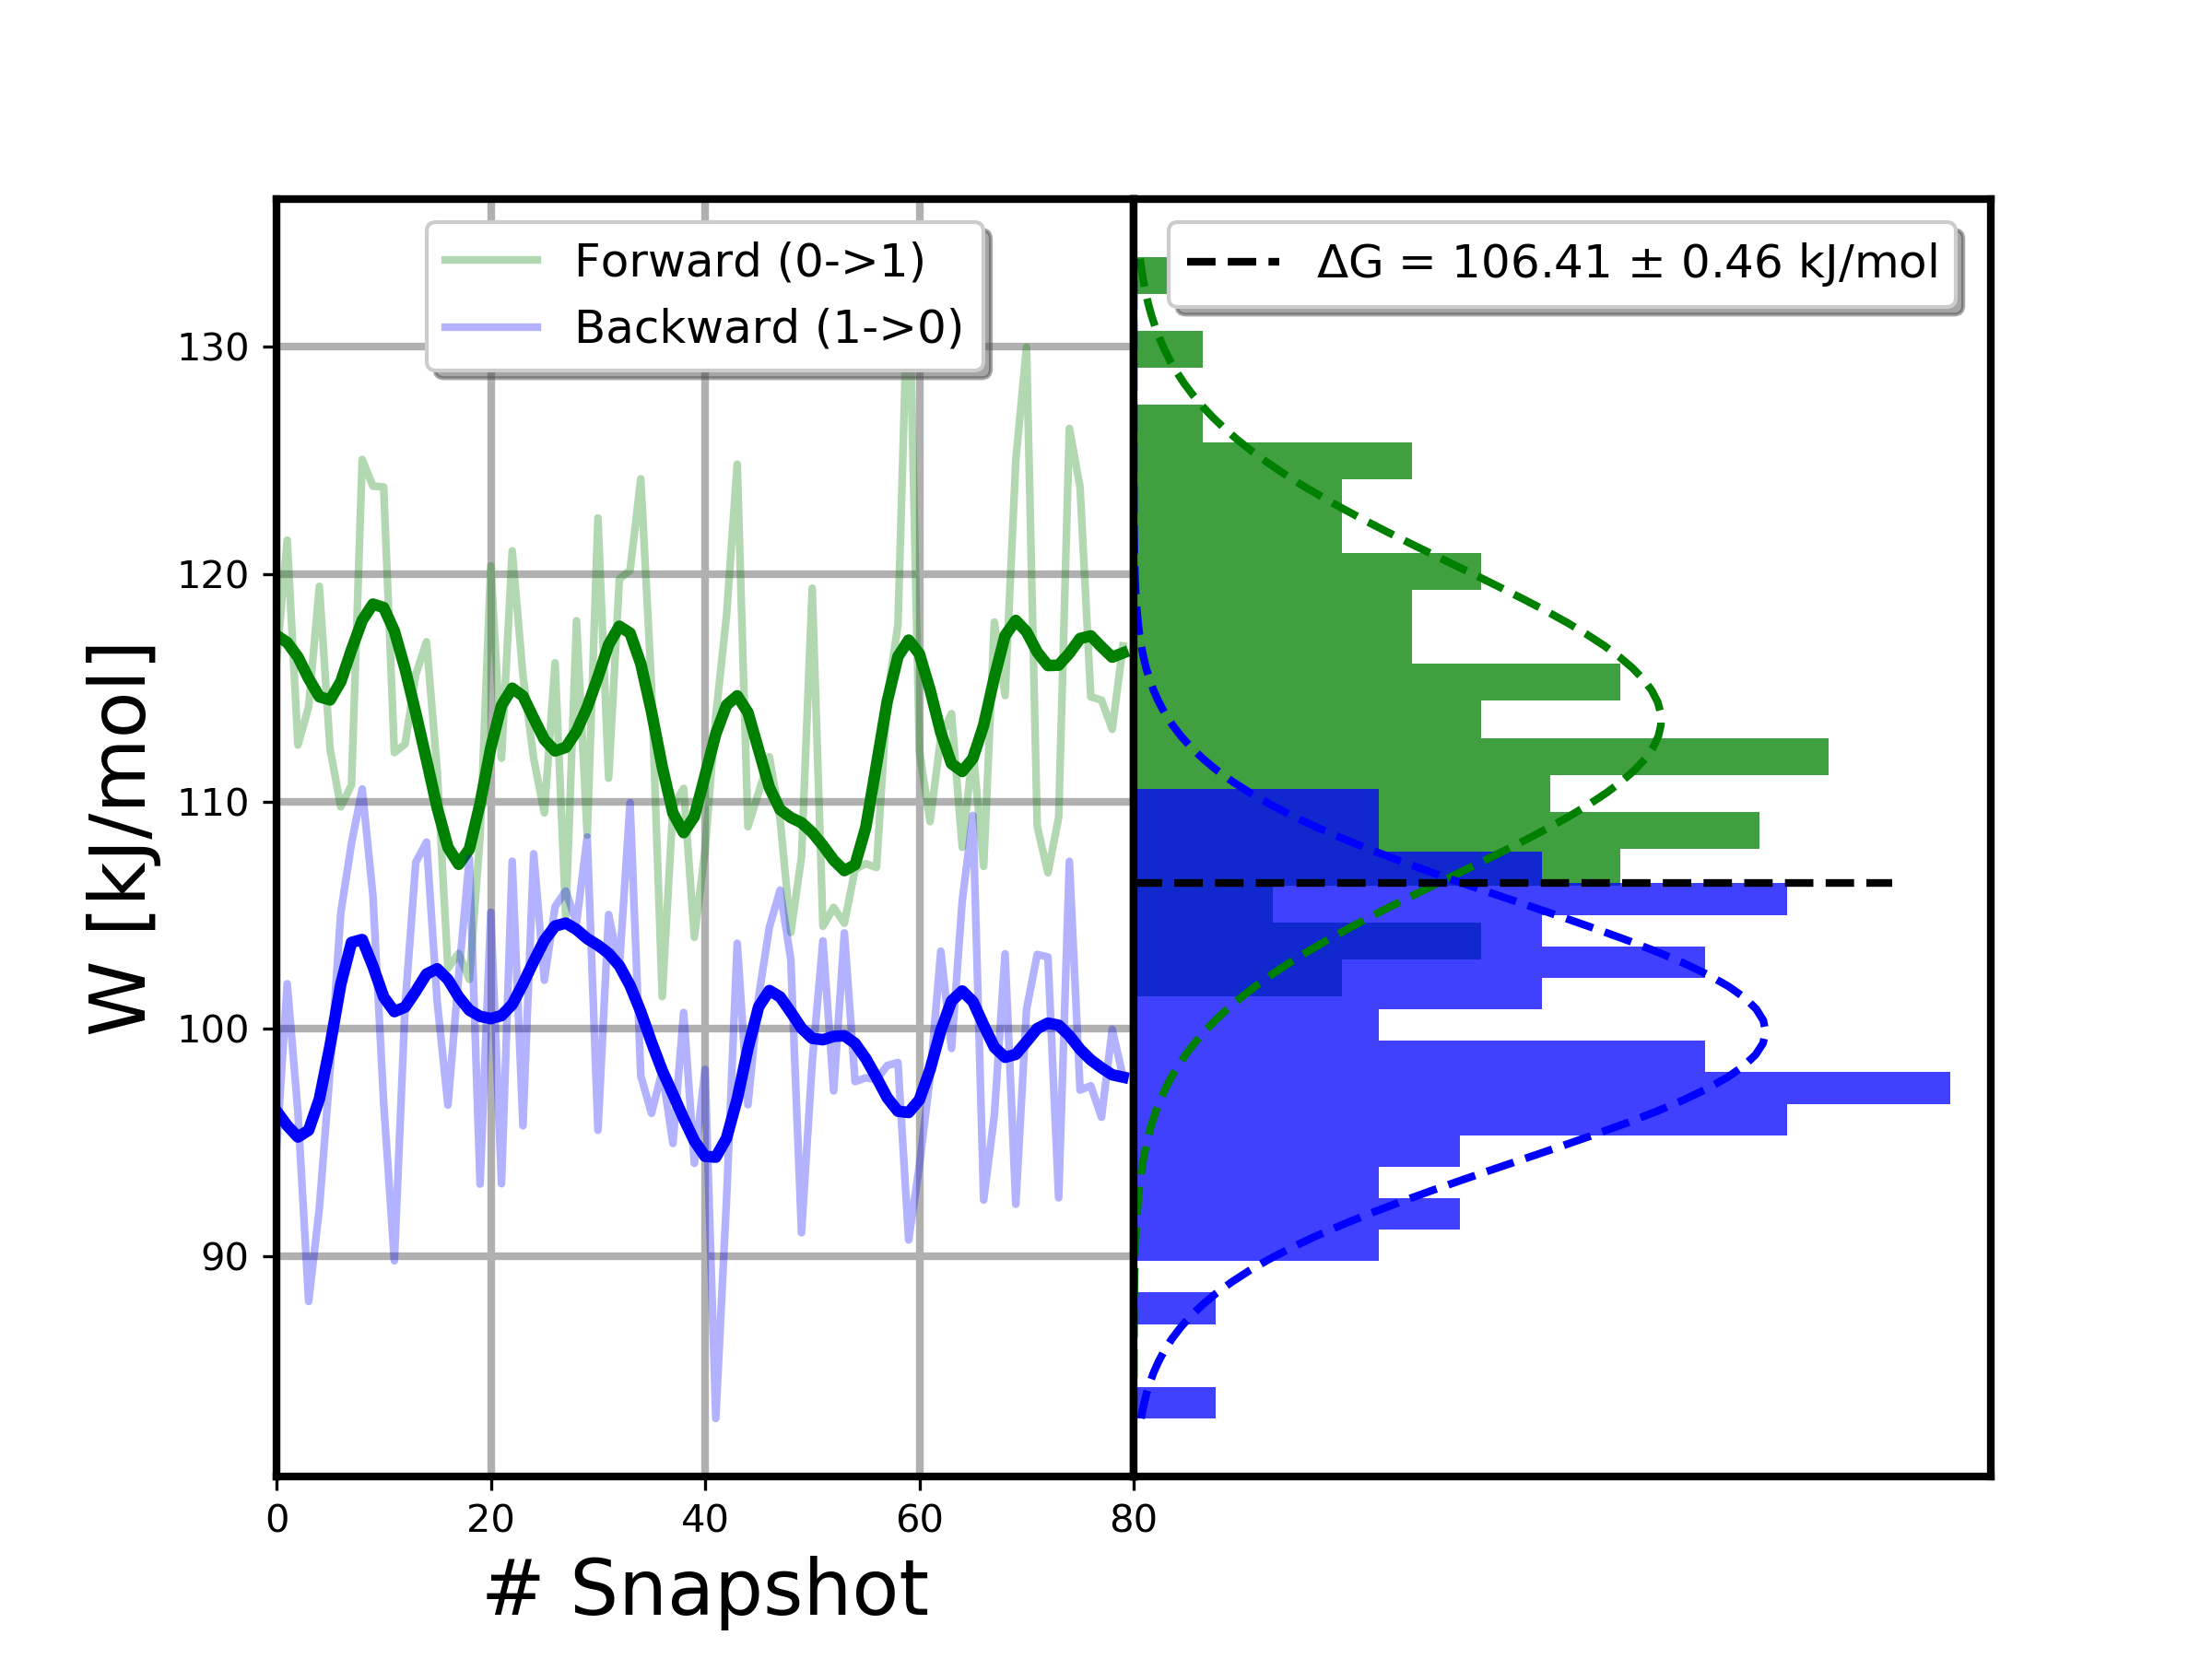 Forward (0->1)
Backward (1->0)
ΔG = 106.41 ± 0.46 kJ/mol
W [kJ/mol]
130
120
110
100
90
0 20 40 60 80
# Snapshot